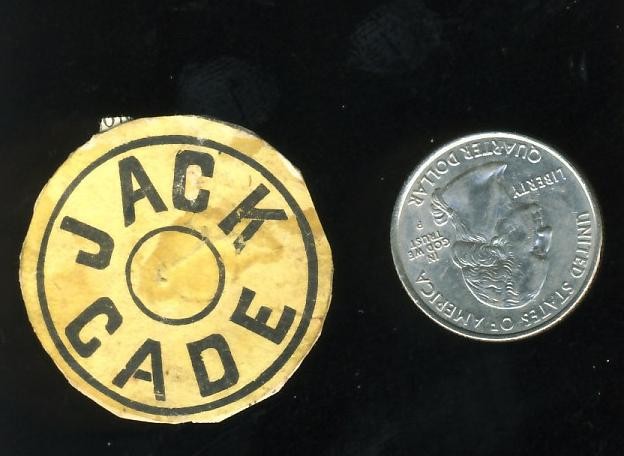 JACK
CADE
UNITED STATES OF AMERICA
LIBERTY
IN
GOD WE
TRUST
P
QUARTER DOLLAR